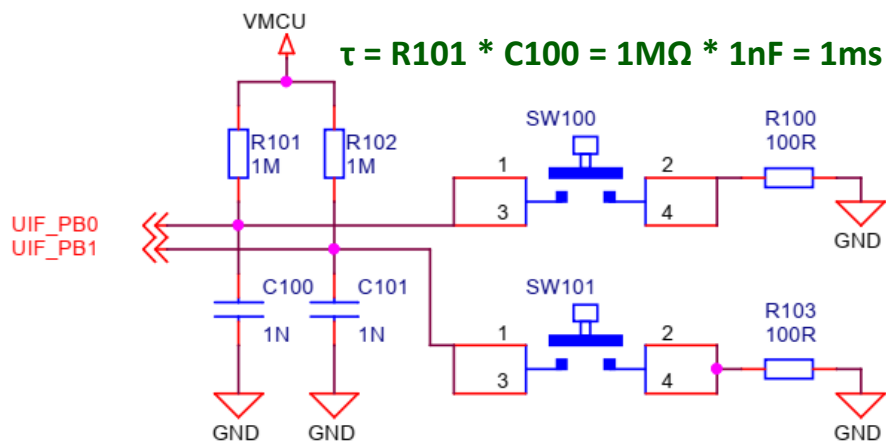 VMCU
τ = R101 * C100 = 1MΩ * 1nF = 1ms
R101
1M
R102
1M
SW100
1
3
2
4
R100
100R
GND
UIF_PB0
UIF_PB1
C100
1N
C101
1N
SW101
1
3
2
4
R103
100R
GND
GND
GND